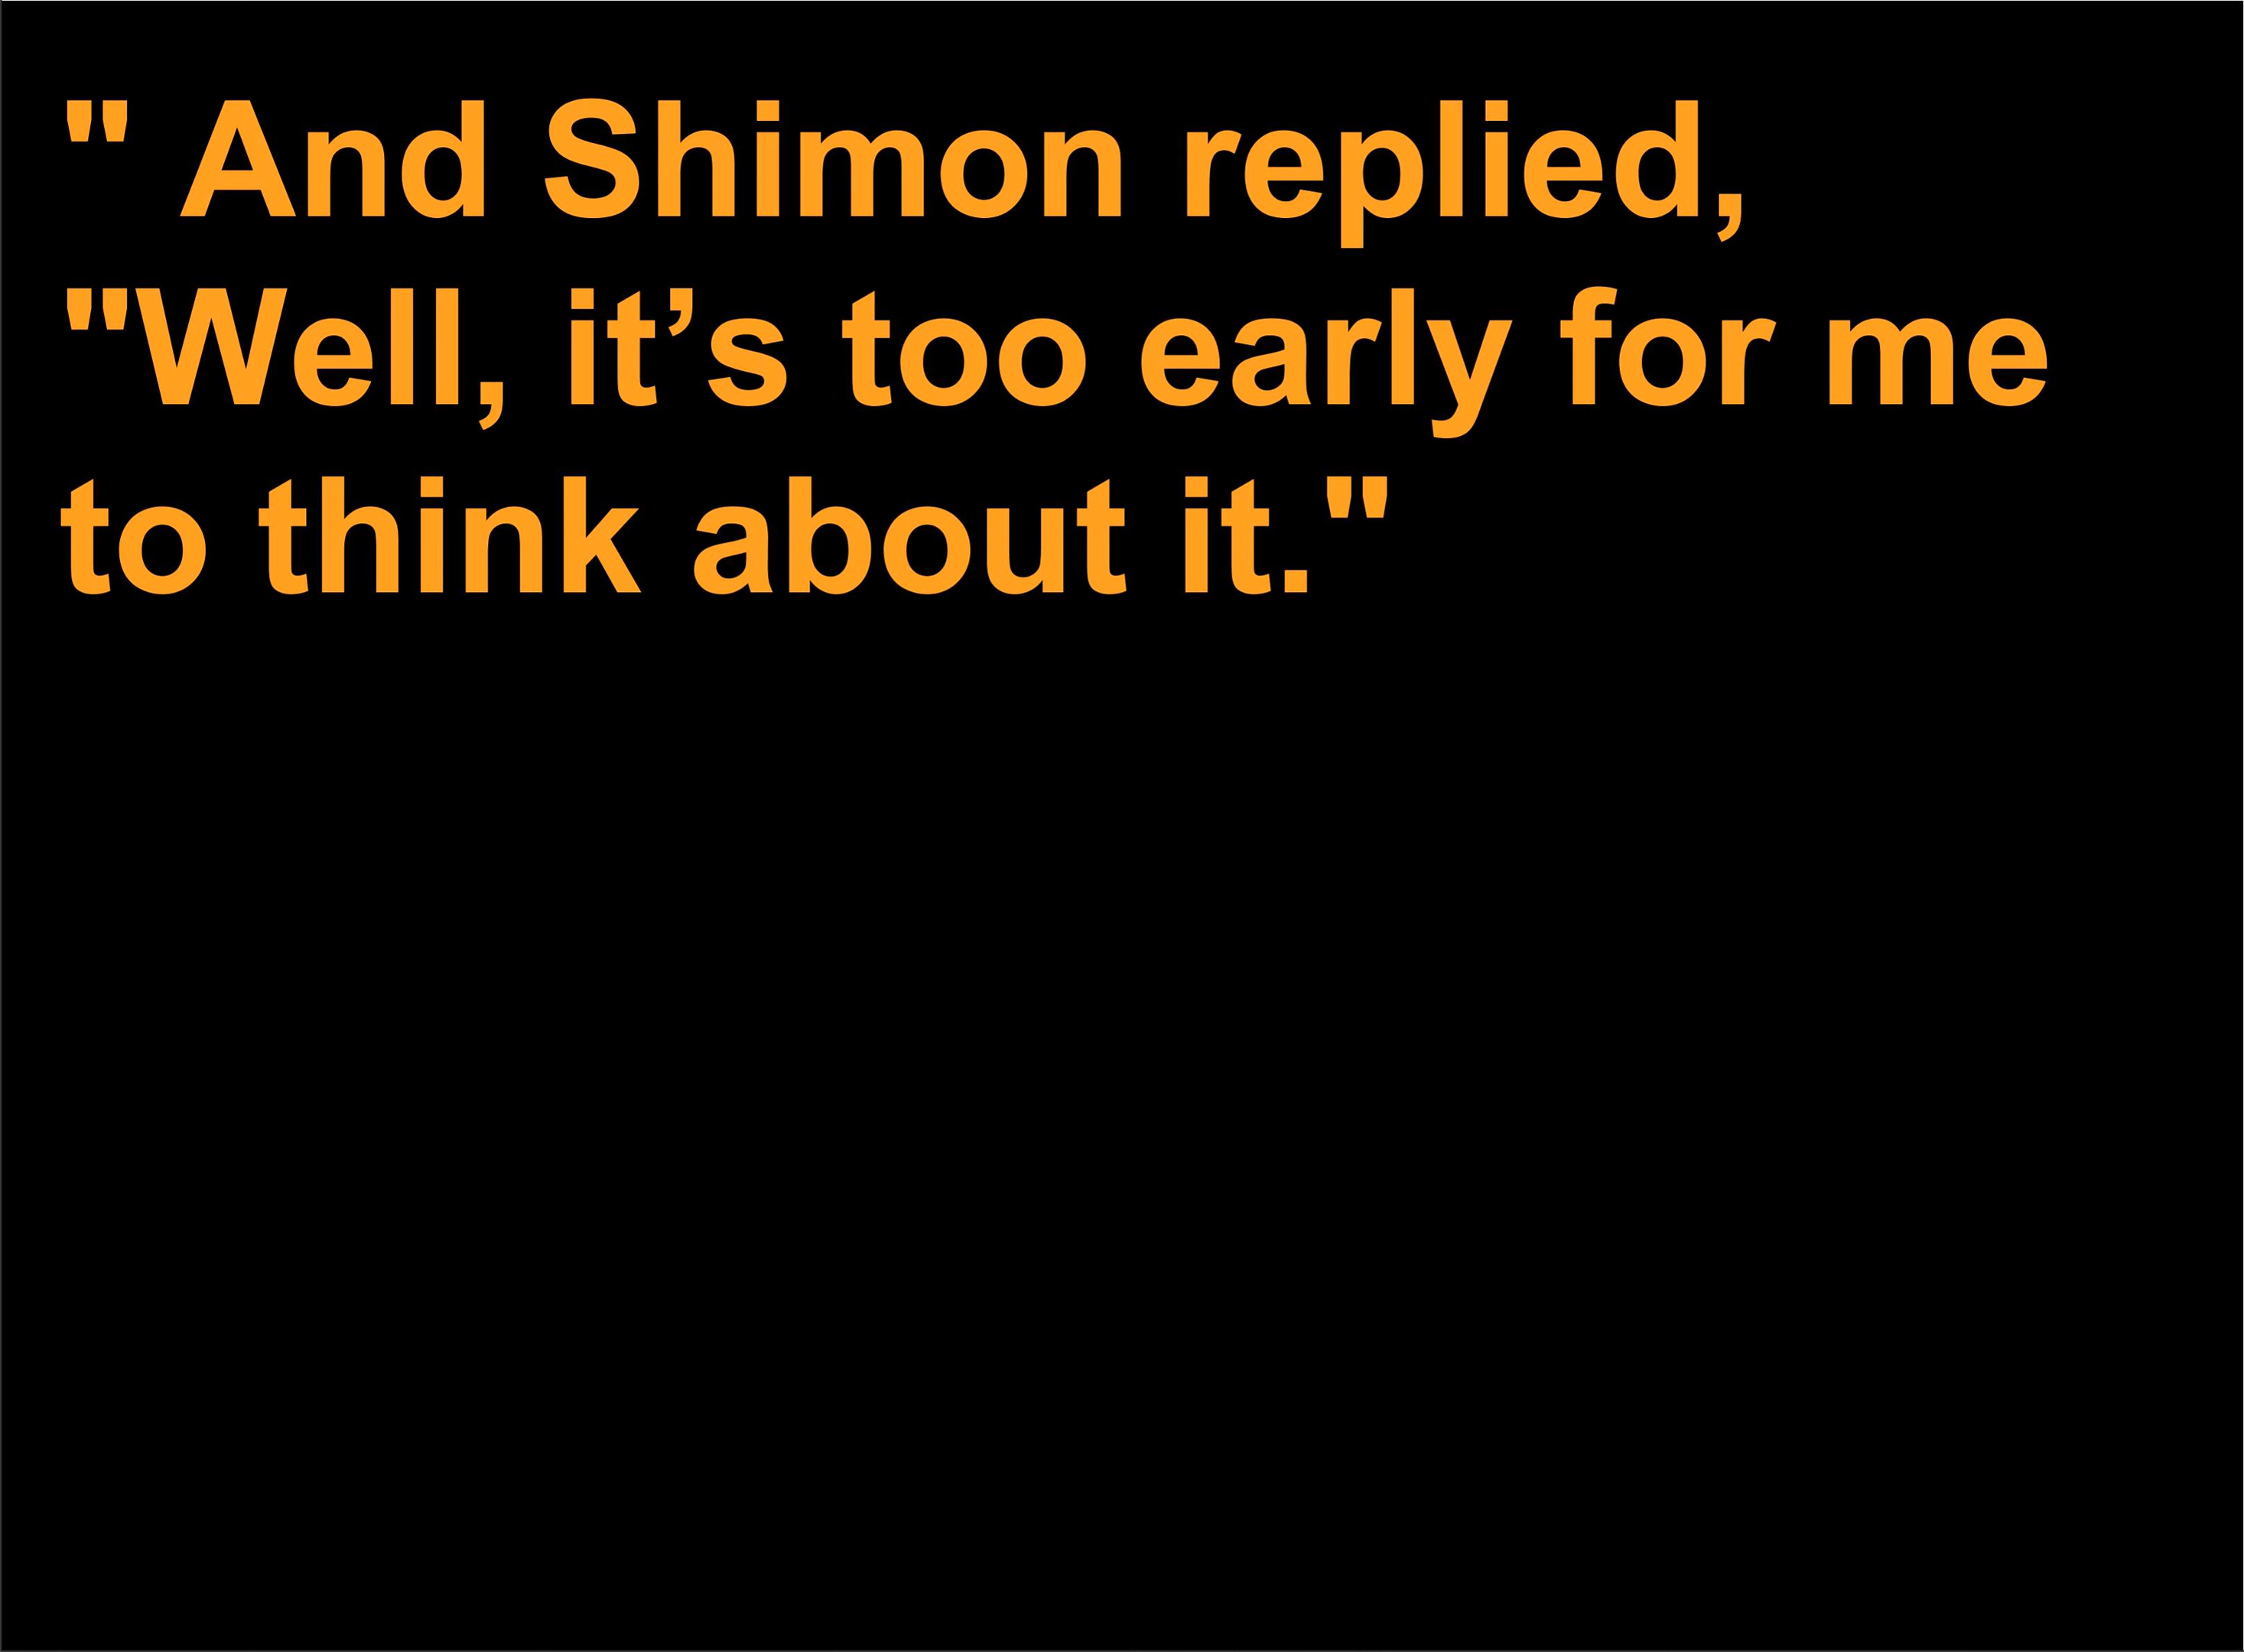 " And Shimon replied,
"Well, it’s too early for me
to think about it."